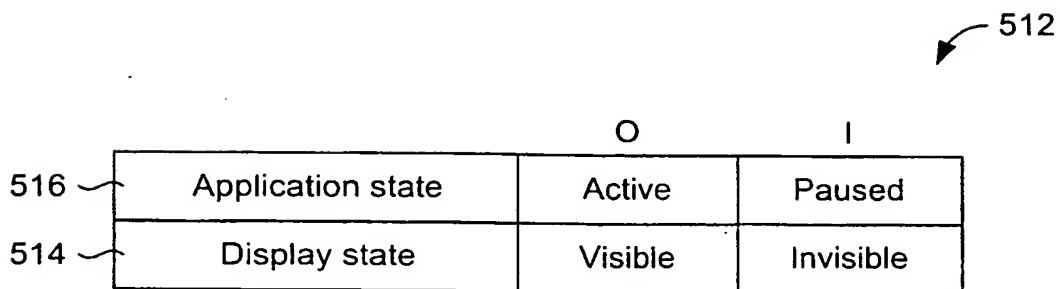 512
O I
516 Application state Active Paused
514 Display state Visible Invisible